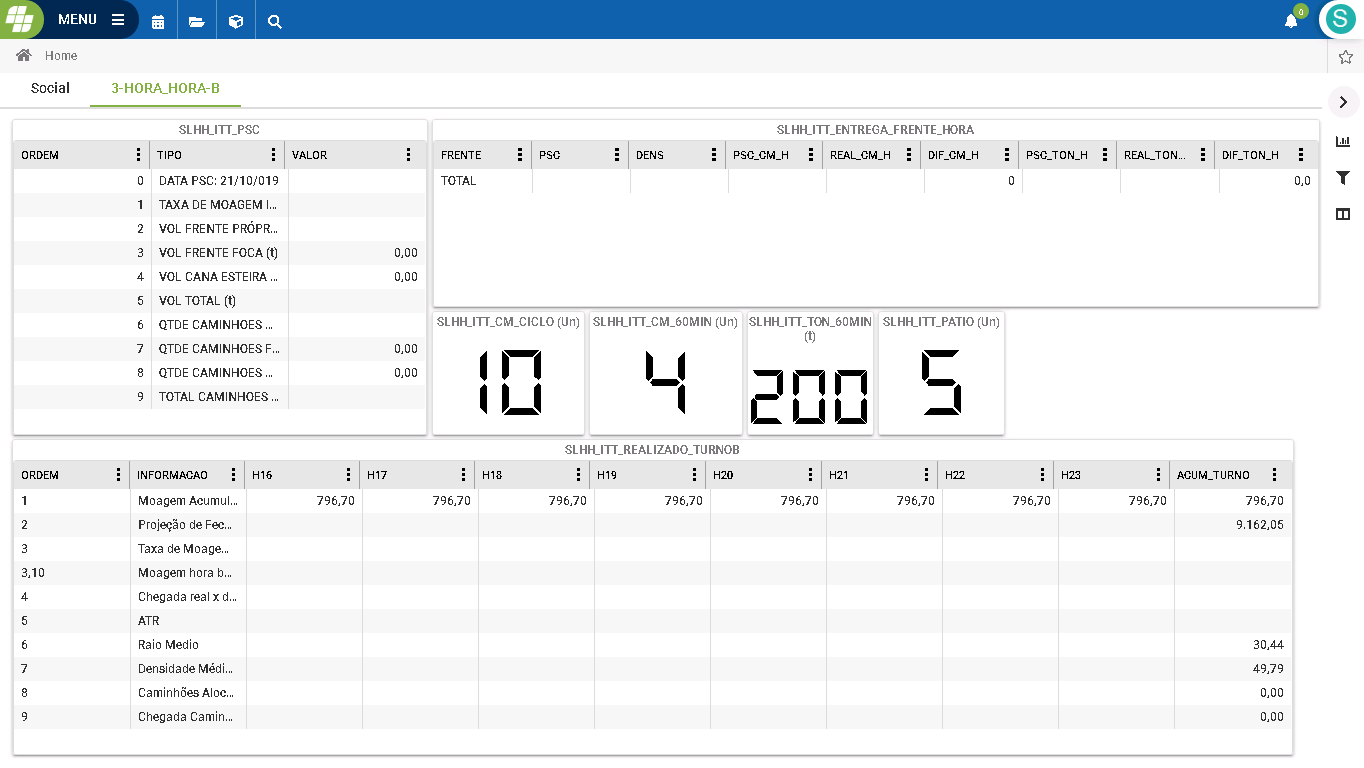 MENU
0
S
Home
Social 3-HORA_HORA-B
SLHH_ITT_PSC
ORDEM TIPO VALOR
0 DATA PSC: 21/10/019
1 TAXA DE MOAGEM I...
2 VOL FRENTE PRÓPR...
3 VOL FRENTE FOCA (t) 0,00
4 VOL CANA ESTEIRA ... 0,00
5 VOL TOTAL (t)
6 QTDE CAMINHOES ...
7 QTDE CAMINHOES F... 0,00
8 QTDE CAMINHOES ... 0,00
9 TOTAL CAMINHOES ...
SLHH_ITT_ENTREGA_FRENTE_HORA
FRENTE PSC DENS PSC_CM_H REAL_CM_H DIF_CM_H PSC_TON_H REAL_TON... DIF_TON_H
TOTAL 0 0,0
SLHH_ITT_CM_CICLO (Un)
10
SLHH_ITT_CM_60MIN (Un)
4
SLHH_ITT_TON_60MIN
(t)
200
SLHH_ITT_PATIO (Un)
5
SLHH_ITT_REALIZADO_TURNOB
ORDEM INFORMACAO H16 H17 H18 H19 H20 H21 H22 H23 ACUM_TURNO
1 Moagem Acumul... 796,70 796,70 796,70 796,70 796,70 796,70 796,70 796,70 796,70
2 Projeção de Fec... 9.162,05
3 Taxa de Moage...
3,10 Moagem hora b...
4 Chegada real x d...
5 ATR
6 Raio Medio 30,44
7 Densidade Médi... 49,79
8 Caminhões Aloc... 0,00
9 Chegada Camin... 0,00